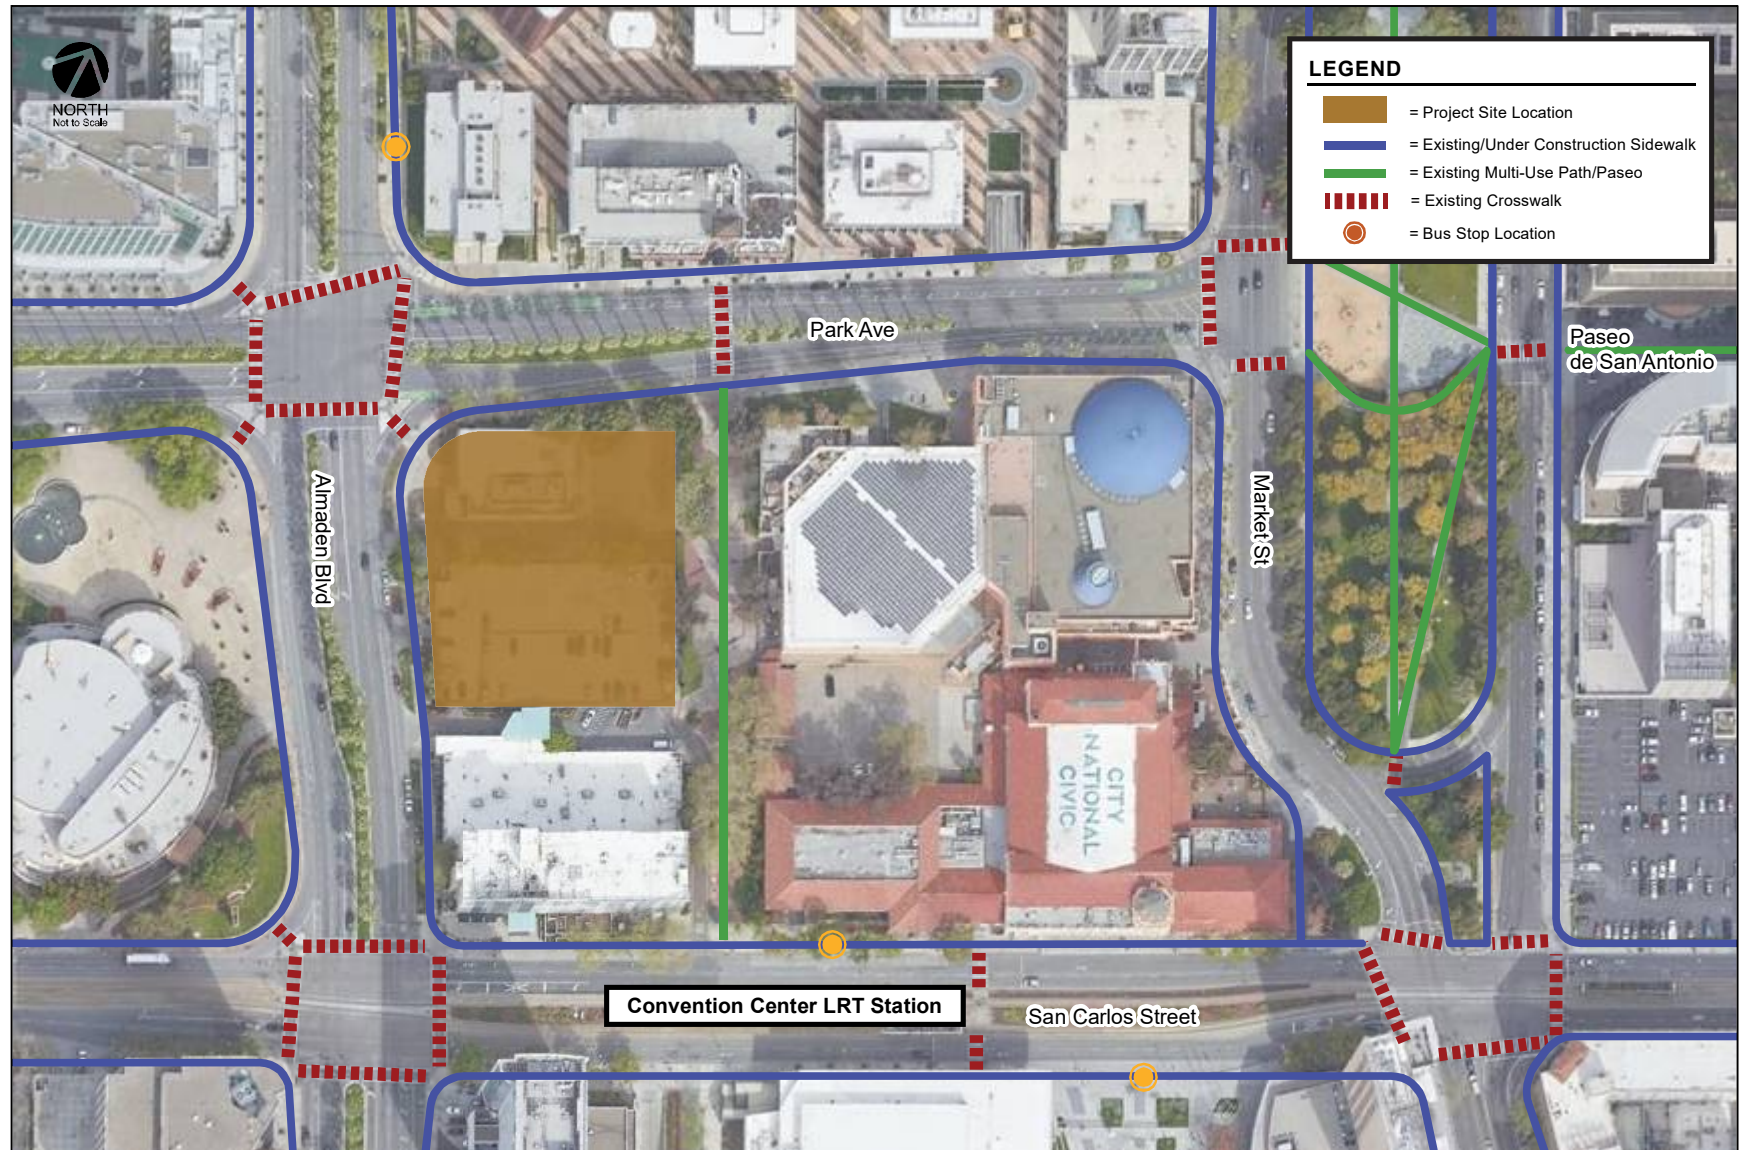 NORTH
Not to Scale
LEGEND
= Project Site Location
= Existing/Under Construction Sidewalk
= Existing Multi-Use Path/Paseo
= Existing Crosswalk
= Bus Stop Location
Park Ave
Paseo
de San Antonio
Almaden Blvd
Market St
CITY
NATIONAL
CIVIC
Convention Center LRT Station
San Carlos Street